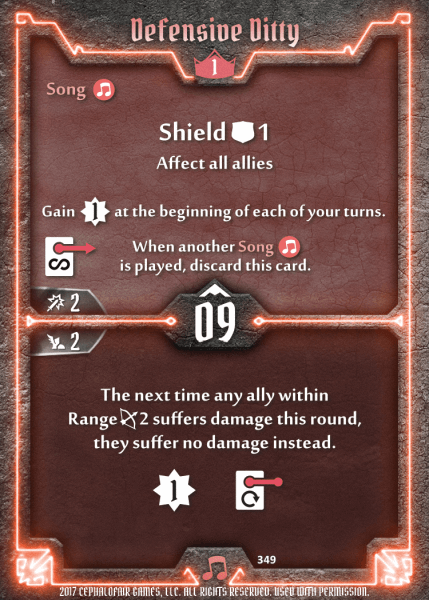 Defensive Ditty
1
Song
Shield 1
Affect all allies
Gain 1 at the beginning of each of your turns.
When another Song
is played, discard this card.
2
09
2
The next time any ally within
Range 2 suffers damage this round,
they suffer no damage instead.
1
349
2017 CEPHALOFAIR GAMES, LLC. ALL RIGHTS RESERVED. USED WITH PERMISSION.